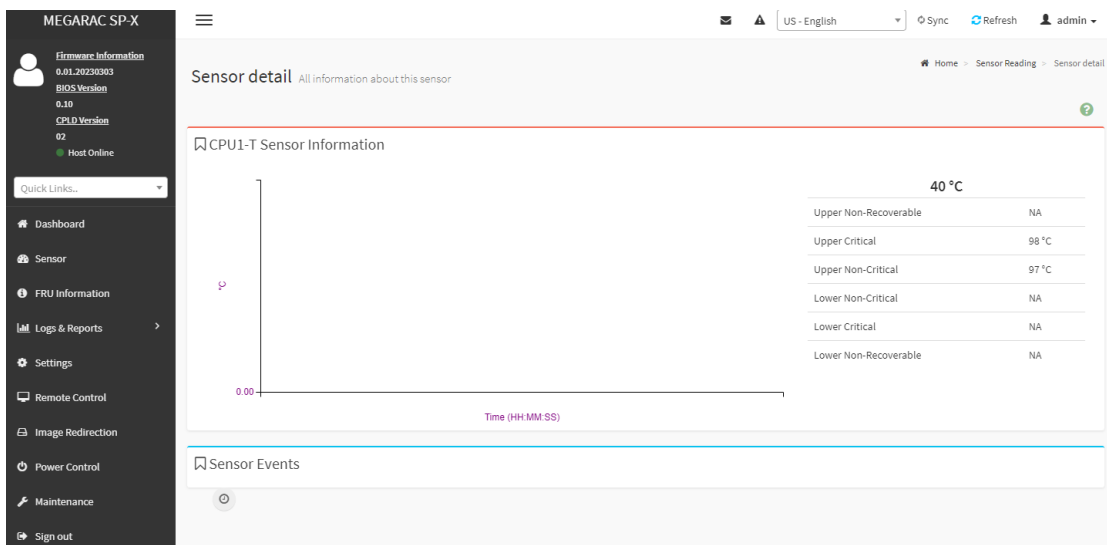 MEGARAC SP-X
Firmware Information
0.01.20230303
BIOS Version
0.10
CPLD Version
02
Host Online
Quick Links..
Dashboard
Sensor
FRU Information
Logs & Reports
Settings
Remote Control
Image Redirection
Power Control
Maintenance
Sign out
US - English
Sync
Refresh
admin
Sensor detail All information about this sensor
Home > Sensor Reading > Sensor detail
CPU1-T Sensor Information
°C
0.00
Time (HH:MM:SS)
40 °C
Upper Non-Recoverable NA
Upper Critical 98 °C
Upper Non-Critical 97 °C
Lower Non-Critical NA
Lower Critical NA
Lower Non-Recoverable NA
Sensor Events